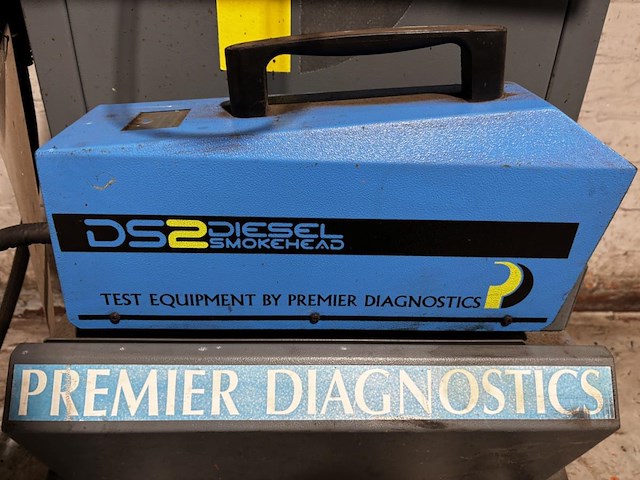 DS2 DIESEL
SMOKEHEAD
TEST EQUIPMENT BY PREMIER DIAGNOSTICS
PREMIER DIAGNOSTICS